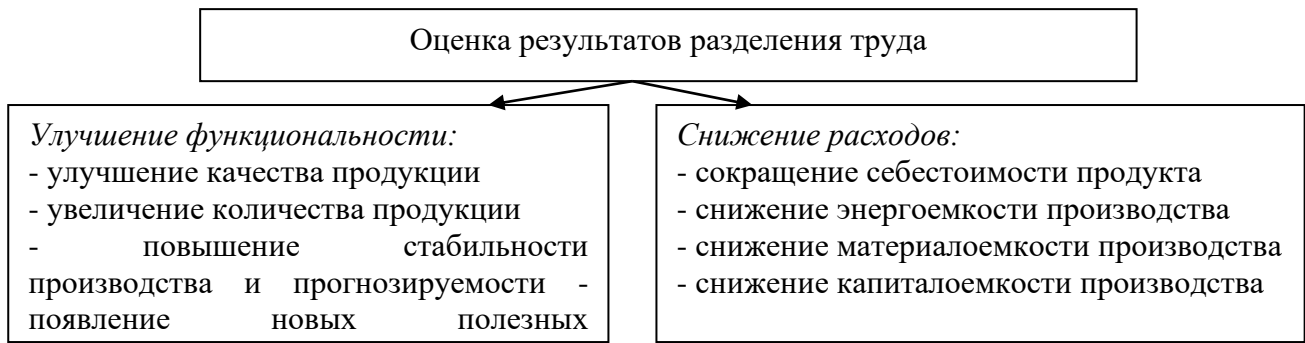 Оценка результатов разделения труда
Улучшение функциональности:
- улучшение качества продукции
- увеличение количества продукции
- повышение стабильности
производства и прогнозируемости -
появление новых полезных
Снижение расходов:
- сокращение себестоимости продукта
- снижение энергоемкости производства
- снижение материалоемкости производства
- снижение капиталоемкости производства